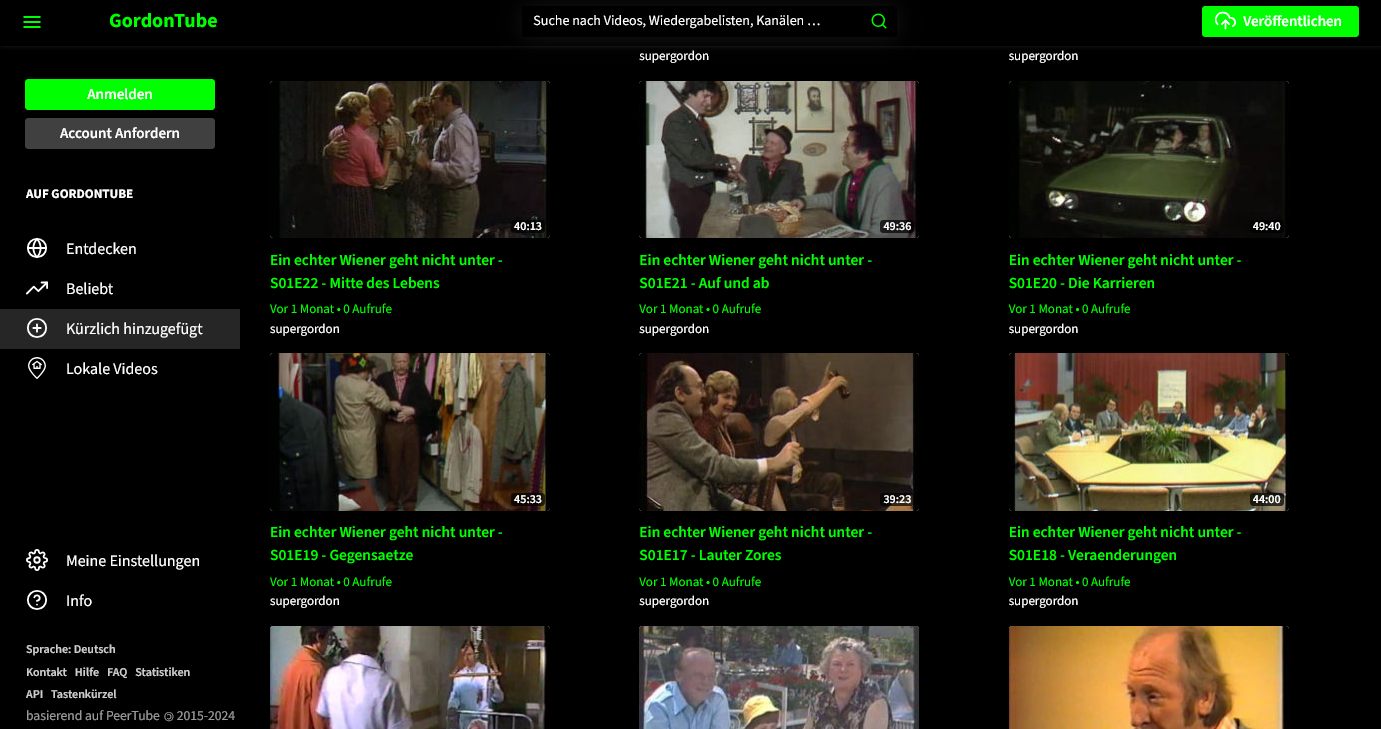 GordonTube
Suche nach Videos, Wiedergabelisten, Kanälen …
Veröffentlichen
Anmelden
Account Anfordern
AUF GORDONTUBE
Entdecken
Beliebt
Kürzlich hinzugefügt
Lokale Videos
Meine Einstellungen
Info
Sprache: Deutsch
Kontakt Hilfe FAQ Statistiken
API Tastenkürzel
basierend auf PeerTube © 2015-2024
supergordon
supergordon
40:13
49:36
49:40
Ein echter Wiener geht nicht unter -
S01E22 - Mitte des Lebens
Vor 1 Monat • 0 Aufrufe
supergordon
Ein echter Wiener geht nicht unter -
S01E21 - Auf und ab
Vor 1 Monat • 0 Aufrufe
supergordon
Ein echter Wiener geht nicht unter -
S01E20 - Die Karrieren
Vor 1 Monat • 0 Aufrufe
supergordon
45:33
39:23
44:00
Ein echter Wiener geht nicht unter -
S01E19 - Gegensaetze
Vor 1 Monat • 0 Aufrufe
supergordon
Ein echter Wiener geht nicht unter -
S01E17 - Lauter Zores
Vor 1 Monat • 0 Aufrufe
supergordon
Ein echter Wiener geht nicht unter -
S01E18 - Veraenderungen
Vor 1 Monat • 0 Aufrufe
supergordon